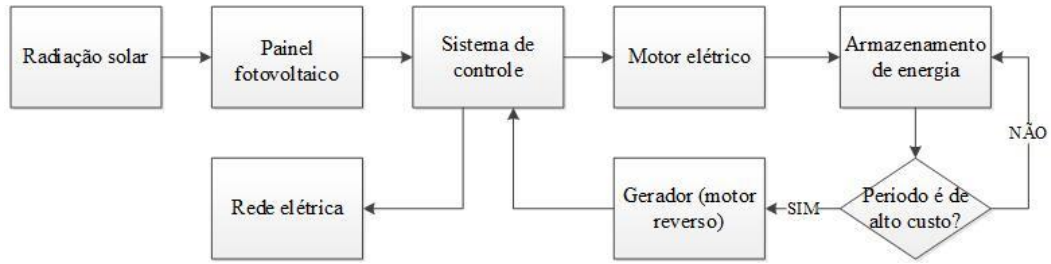 Radiação solar
Painel
fotovoltaico
Sistema de
controle
Motor elétrico
Armazenamento
de energia
NÃO
Rede elétrica
Gerador (motor
reverso)
SIM
Periodo é de
alto custo?